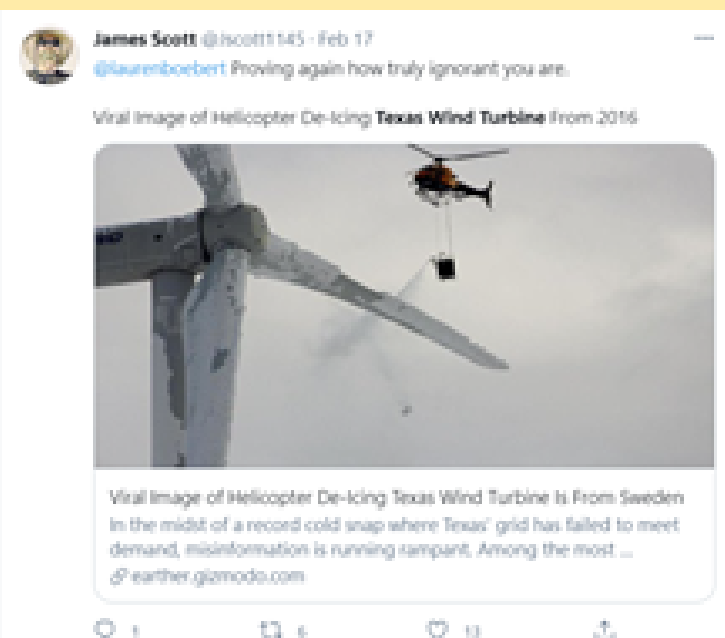 James Scott @Jscott1145 · Feb 17
@laurenboebert Proving again how truly ignorant you are.
Viral Image of Helicopter De-Icing Texas Wind Turbine From 2016
Viral Image of Helicopter De-Icing Texas Wind Turbine Is From Sweden
In the midst of a record cold snap where Texas' grid has failed to meet
demand, misinformation is running rampant. Among the most ...
earther.gizmodo.com
1 6 13